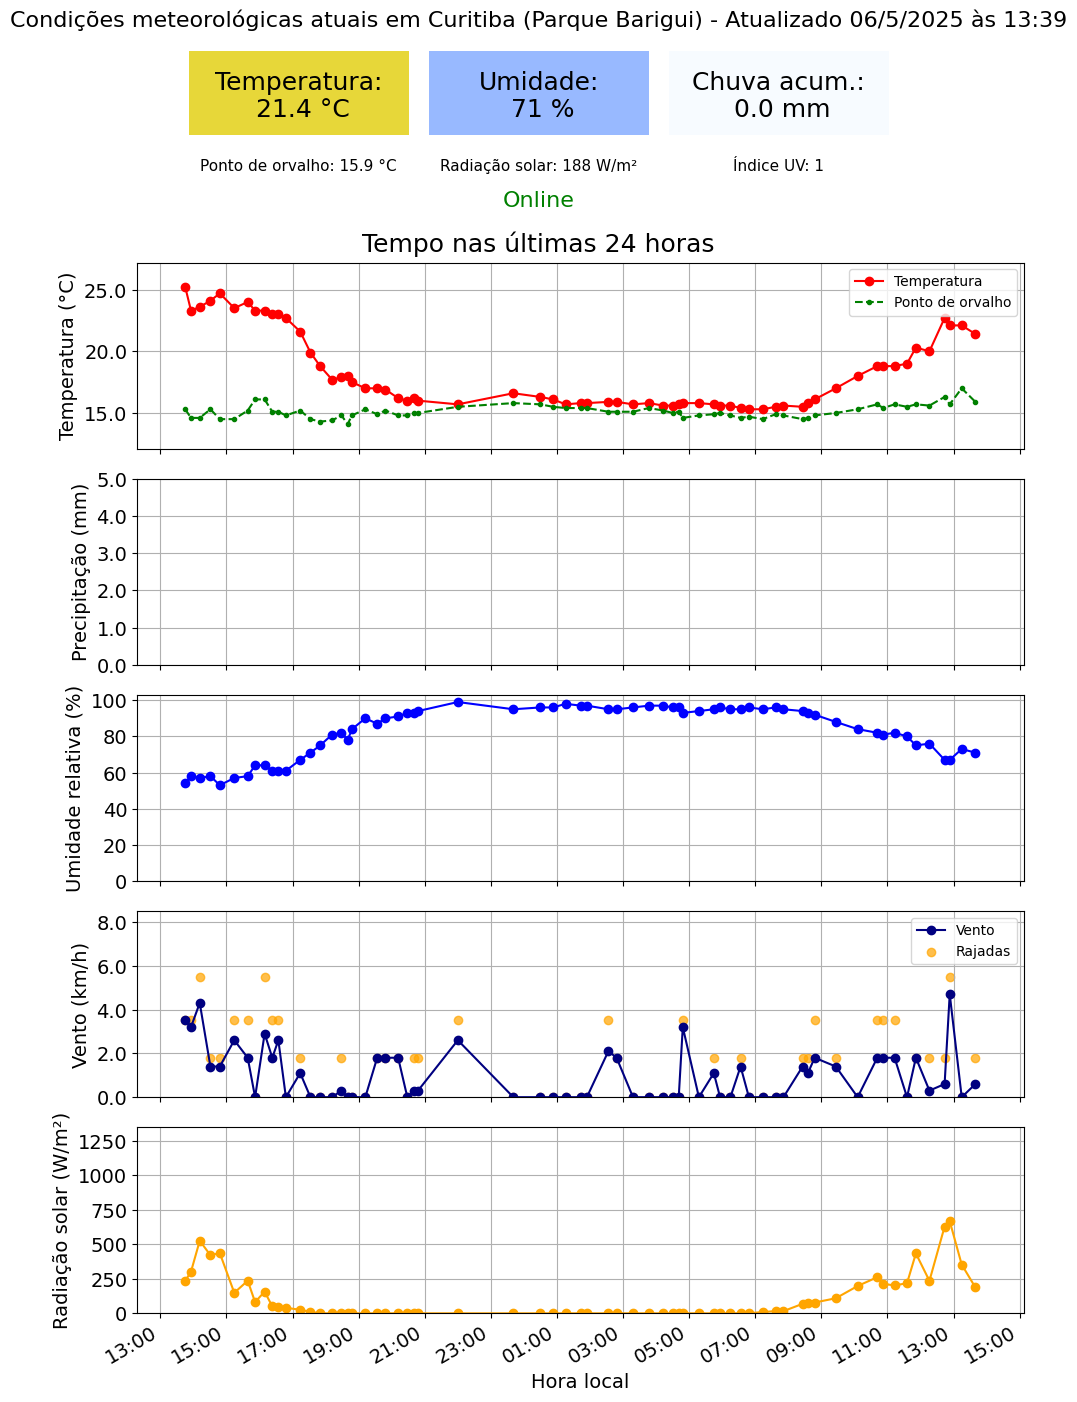 Condições meteorológicas atuais em Curitiba (Parque Barigui) - Atualizado 06/5/2025 às 13:39
Temperatura:
21.4 °C
Umidade:
71 %
Chuva acum.:
0.0 mm
Ponto de orvalho: 15.9 °C
Radiação solar: 188 W/m²
Índice UV: 1
Online
Tempo nas últimas 24 horas
Temperatura (°C)
25.0
20.0
15.0
Temperatura
Ponto de orvalho
Precipitação (mm)
5.0
4.0
3.0
2.0
1.0
0.0
Umidade relativa (%)
100
80
60
40
20
0
Vento (km/h)
8.0
6.0
4.0
2.0
0.0
Vento
Rajadas
Radiação solar (W/m²)
1250
1000
750
500
250
0
13:00
15:00
17:00
19:00
21:00
23:00
01:00
03:00
05:00
07:00
09:00
11:00
13:00
15:00
Hora local